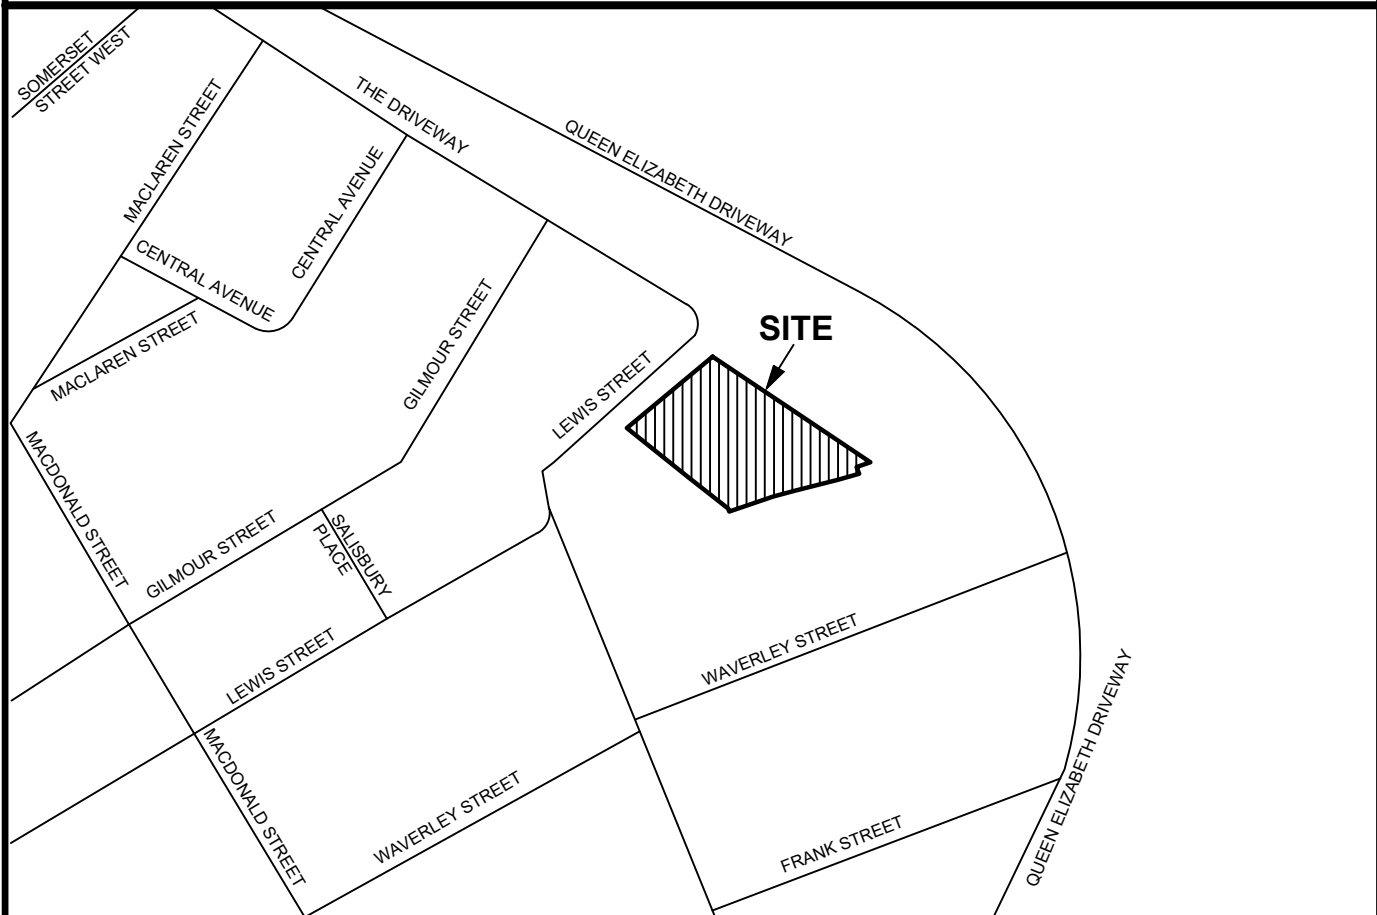 SOMERSET
STREET WEST
MACLAREN STREET
THE DRIVEWAY
QUEEN ELIZABETH DRIVEWAY
CENTRAL AVENUE
CENTRAL AVENUE
MACLAREN STREET
GILMOUR STREET
SITE
LEWIS STREET
MACDONALD STREET
GILMOUR STREET
SALISBURY
PLACE
LEWIS STREET
WAVERLEY STREET
QUEEN ELIZABETH DRIVEWAY
MACDONALD STREET
WAVERLEY STREET
FRANK STREET